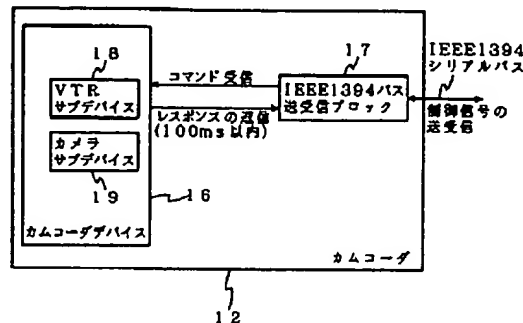 18
VTR
サブデバイス
カメラ
サブデバイス
19
カムコーダデバイス
16
コマンド受信
レスポンスの返信
(100ms以内)
17
IEEE1394バス
送受信ブロック
IEEE1394
シリアルバス
制御信号の
送受信
カムコーダ
12